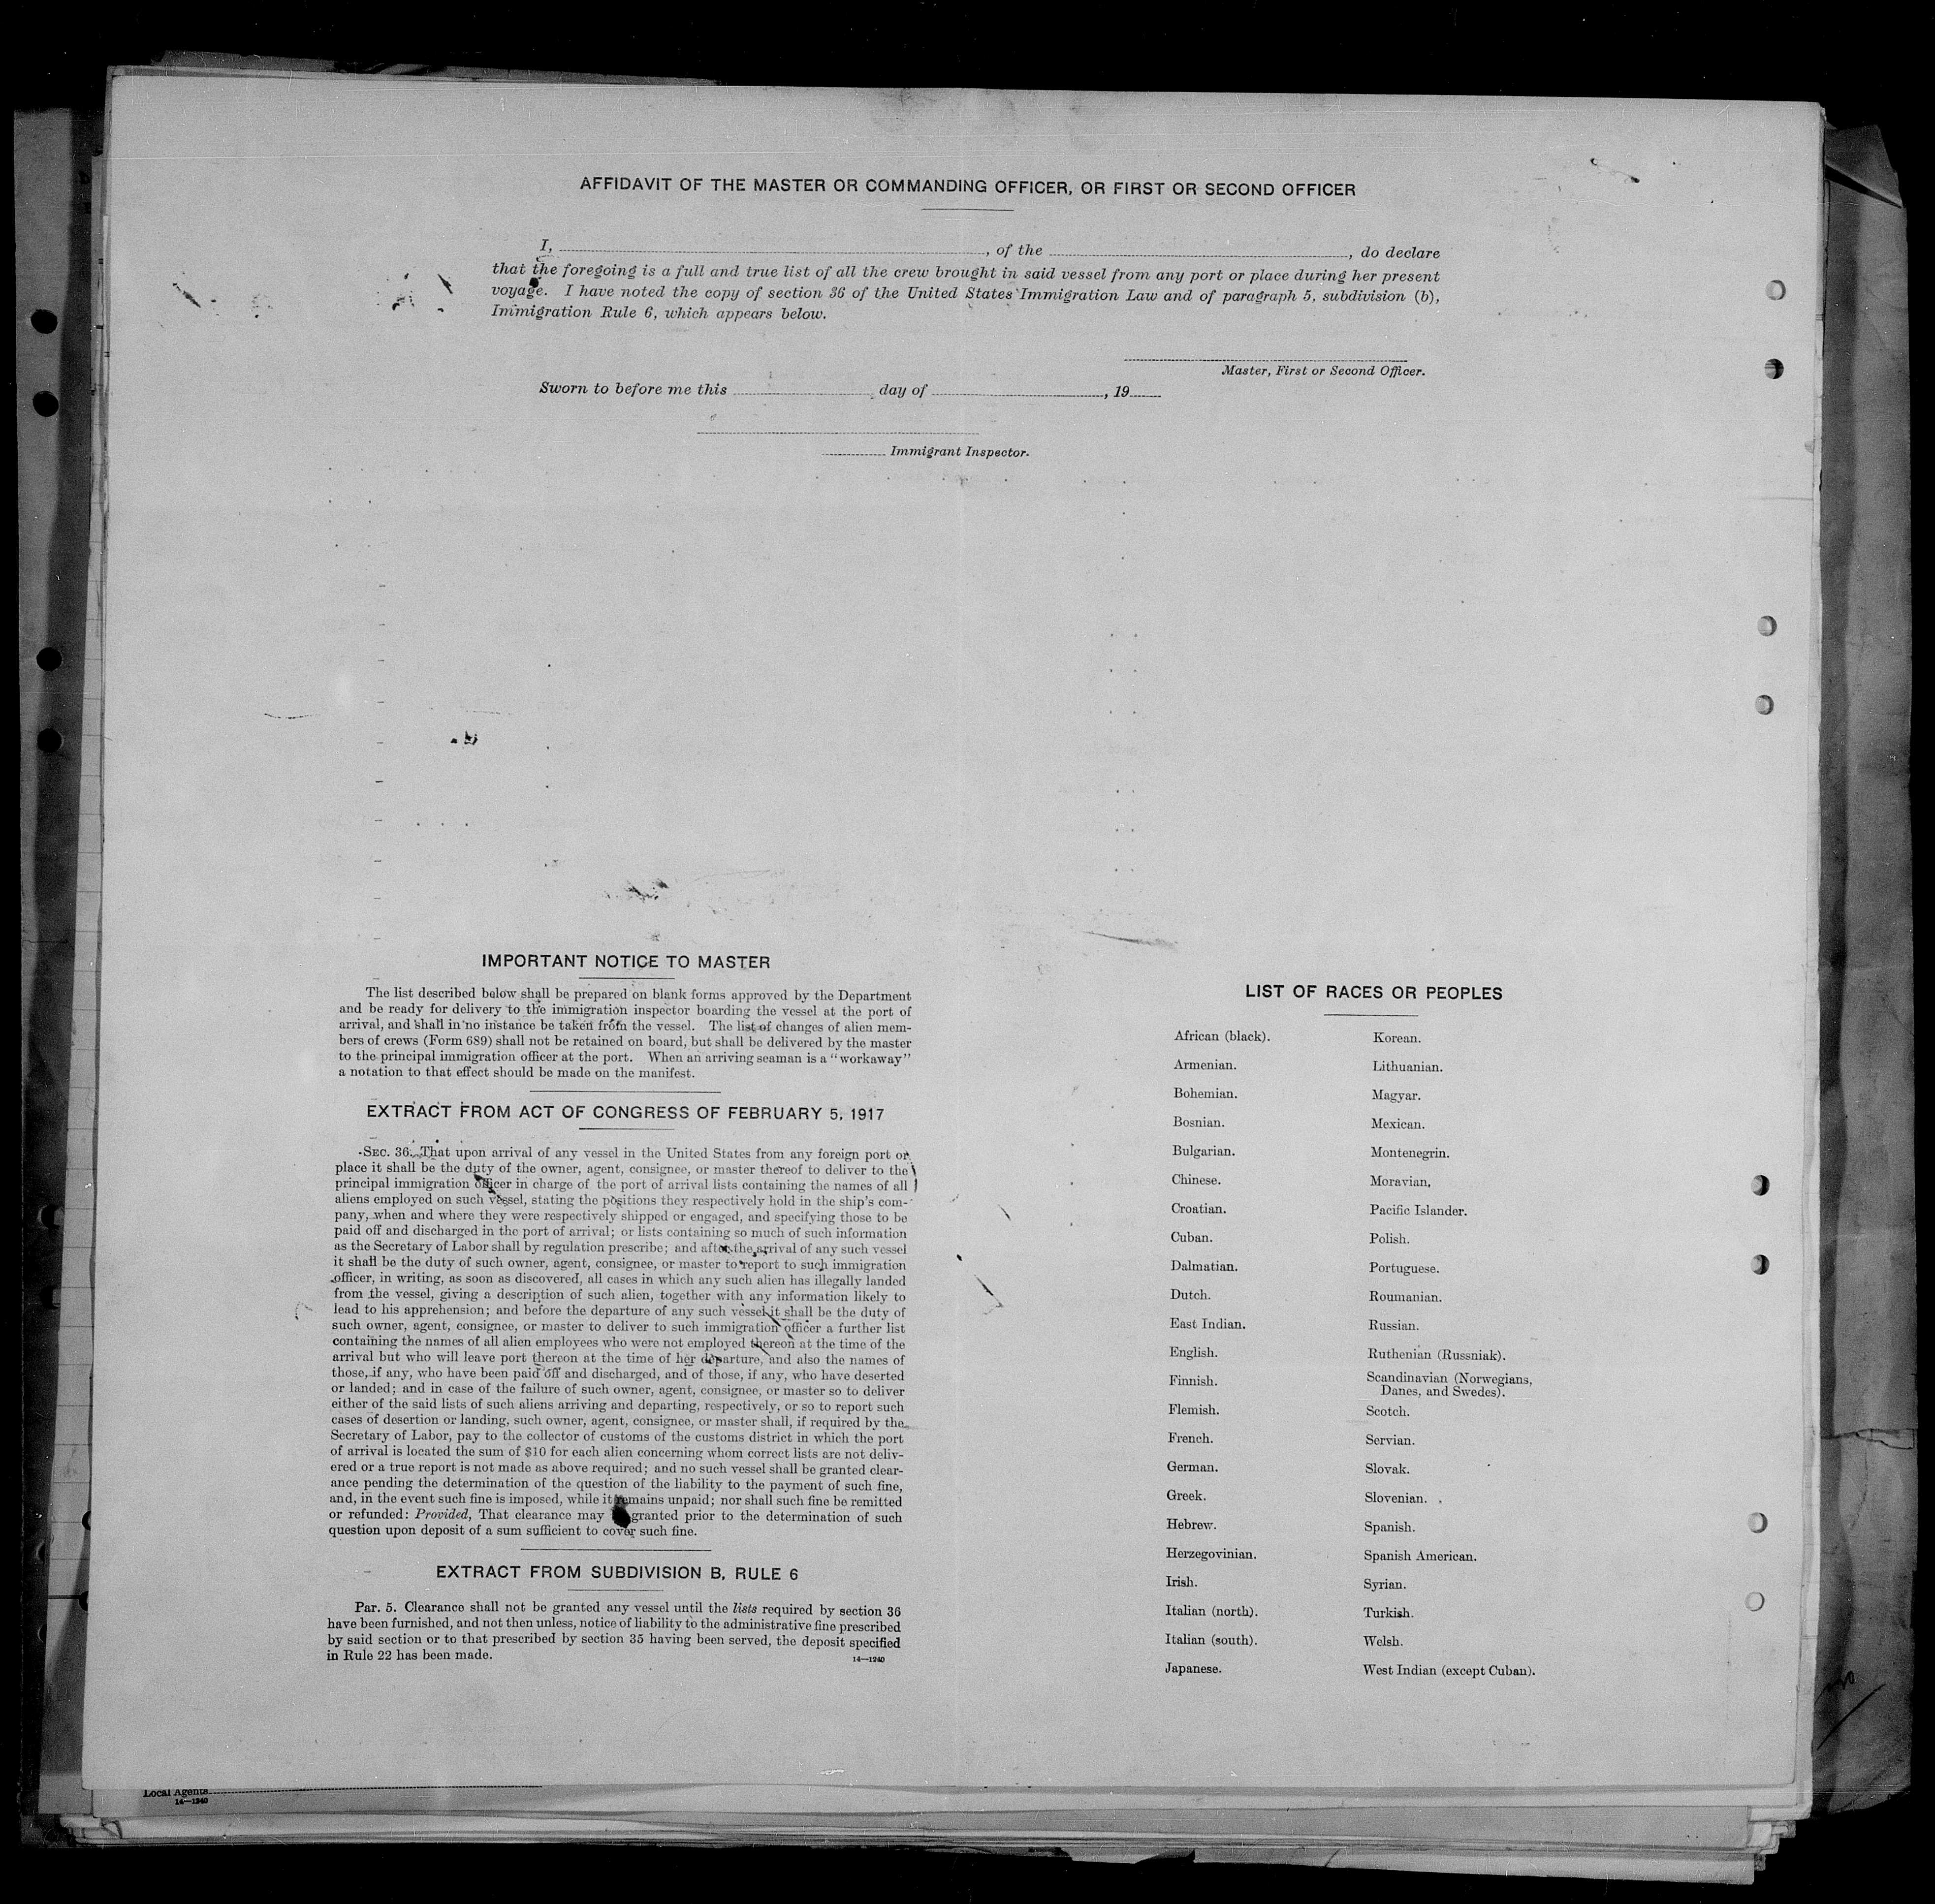 AFFIDAVIT OF THE MASTER OR COMMANDING OFFICER, OR FIRST OR SECOND OFFICER
I, , of the , do declare
that the foregoing is a full and true list of all the crew brought in said vessel from any port or place during her present
voyage. I have noted the copy of section 36 of the United States Immigration Law and of paragraph 5, subdivision (b),
Immigration Rule 6, which appears below.
Master, First or Second Officer.
Sworn to before me this day of , 19
Immigrant Inspector.
IMPORTANT NOTICE TO MASTER
The list described below shall be prepared on blank forms approved by the Department
and be ready for delivery to the immigration inspector boarding the vessel at the port of
arrival, and shall in no instance be taken from the vessel. The list of changes of alien mem-
bers of crews (Form 689) shall not be retained on board, but shall be delivered by the master
to the principal immigration officer at the port. When an arriving seaman is a "workaway"
a notation to that effect should be made on the manifest.
EXTRACT FROM ACT OF CONGRESS OF FEBRUARY 5, 1917
SEC. 36. That upon arrival of any vessel in the United States from any foreign port or
place it shall be the duty of the owner, agent, consignee, or master thereof to deliver to the
principal immigration officer in charge of the port of arrival lists containing the names of all
aliens employed on such vessel, stating the positions they respectively hold in the ship's com-
pany, when and where they were respectively shipped or engaged, and specifying those to be
paid off and discharged in the port of arrival; or lists containing so much of such information
as the Secretary of Labor shall by regulation prescribe; and after the arrival of any such vessel
it shall be the duty of such owner, agent, consignee, or master to report to such immigration
officer, in writing, as soon as discovered, all cases in which any such alien has illegally landed
from the vessel, giving a description of such alien, together with any information likely to
lead to his apprehension; and before the departure of any such vessel it shall be the duty of
such owner, agent, consignee, or master to deliver to such immigration officer a further list
containing the names of all alien employees who were not employed thereon at the time of the
arrival but who will leave port thereon at the time of her departure, and also the names of
those, if any, who have been paid off and discharged, and of those, if any, who have deserted
or landed; and in case of the failure of such owner, agent, consignee, or master so to deliver
either of the said lists of such aliens arriving and departing, respectively, or so to report such
cases of desertion or landing, such owner, agent, consignee, or master shall, if required by the
Secretary of Labor, pay to the collector of customs of the customs district in which the port
of arrival is located the sum of $10 for each alien concerning whom correct lists are not deliv-
ered or a true report is not made as above required; and no such vessel shall be granted clear-
ance pending the determination of the question of the liability to the payment of such fine,
and, in the event such fine is imposed, while it remains unpaid; nor shall such fine be remitted
or refunded: Provided, That clearance may granted prior to the determination of such
question upon deposit of a sum sufficient to cover such fine.
EXTRACT FROM SUBDIVISION B, RULE 6
Par. 5. Clearance shall not be granted any vessel until the lists required by section 36
have been furnished, and not then unless, notice of liability to the administrative fine prescribed
by said section or to that prescribed by section 35 having been served, the deposit specified
in Rule 22 has been made.
14—1240
LIST OF RACES OR PEOPLES
African (black).
Armenian.
Bohemian.
Bosnian.
Bulgarian.
Chinese.
Croatian.
Cuban.
Dalmatian.
Dutch.
East Indian.
English.
Finnish.
Flemish.
French.
German.
Greek.
Hebrew.
Herzegovinian.
Irish.
Italian (north).
Italian (south).
Japanese.
Korean.
Lithuanian.
Magyar.
Mexican.
Montenegrin.
Moravian.
Pacific Islander.
Polish.
Portuguese.
Roumanian.
Russian.
Ruthenian (Russniak).
Scandinavian (Norwegians,
Danes, and Swedes).
Scotch.
Servian.
Slovak.
Slovenian.
Spanish.
Spanish American.
Syrian.
Turkish.
Welsh.
West Indian (except Cuban).
Local Agents
14—1240